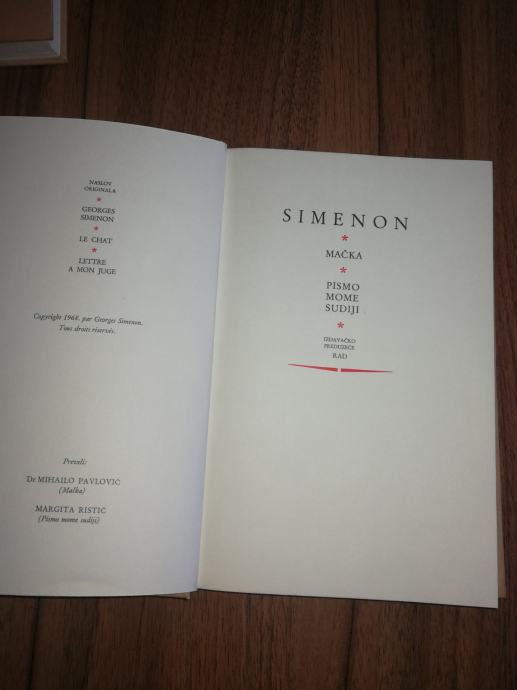 NASLOV
ORIGINALA
*
GEORGES
SIMENON
*
LE CHAT
*
LETTRE
A MON JUGE
Copyright 1968. par Georges Simenon.
Tous droits réservés.
Preveli:
Dr MIHAILO PAVLOVIĆ
(Mačka)
MARGITA RISTIĆ
(Pismo mome sudiji)
SIMENON
*
MAČKA
*
PISMO
MOME
SUDIJI
*
IZDAVAČKO
PREDUZEĆE
RAD